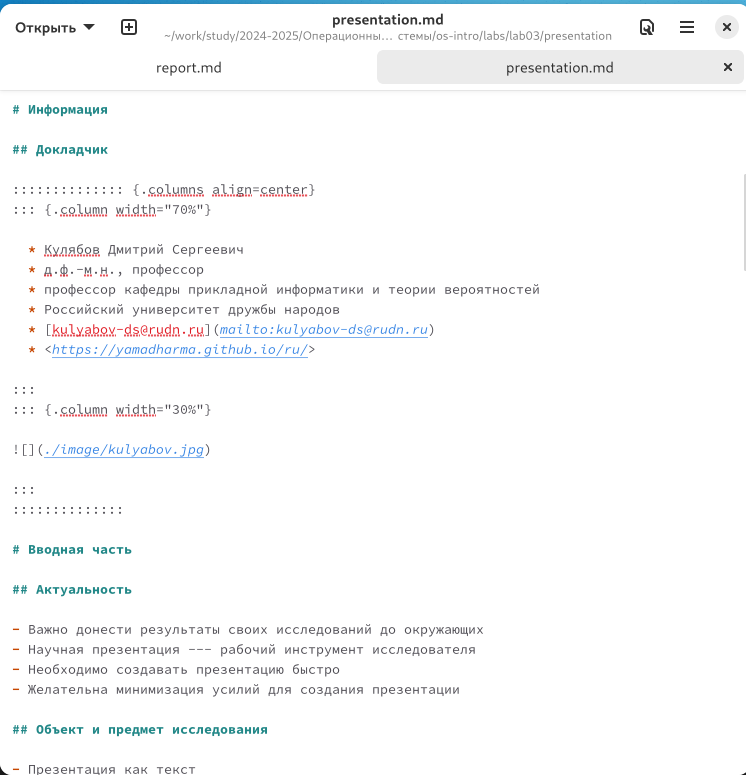 Открыть
presentation.md
~/work/study/2024-2025/Операционны… стемы/os-intro/labs/lab03/presentation
report.md
presentation.md
# Информация
## Докладчик
:::::::::::::: {.columns align=center}
::: {.column width="70%"}
* Кулябов Дмитрий Сергеевич
* д.ф.-м.н., профессор
* профессор кафедры прикладной информатики и теории вероятностей
* Российский университет дружбы народов
* [kulyabov-ds@rudn.ru](mailto:kulyabov-ds@rudn.ru)
* <https://yamadharma.github.io/ru/>
:::
::: {.column width="30%"}
![](./image/kulyabov.jpg)
:::
::::::::::::::
# Вводная часть
## Актуальность
- Важно донести результаты своих исследований до окружающих
- Научная презентация --- рабочий инструмент исследователя
- Необходимо создавать презентацию быстро
- Желательна минимизация усилий для создания презентации
## Объект и предмет исследования
- Презентация как текст